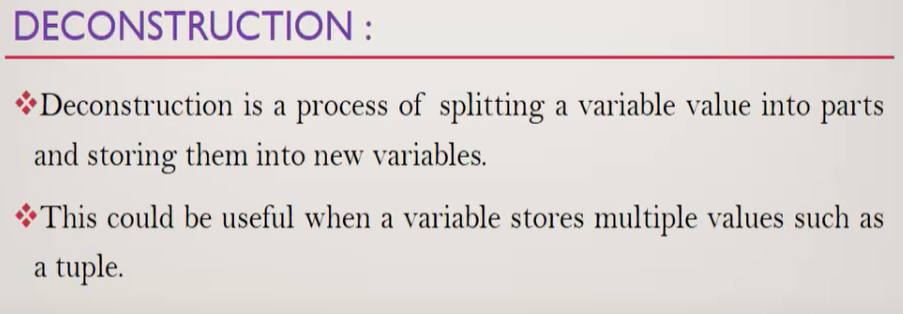 DECONSTRUCTION :
❖Deconstruction is a process of splitting a variable value into parts
and storing them into new variables.
❖This could be useful when a variable stores multiple values such as
a tuple.